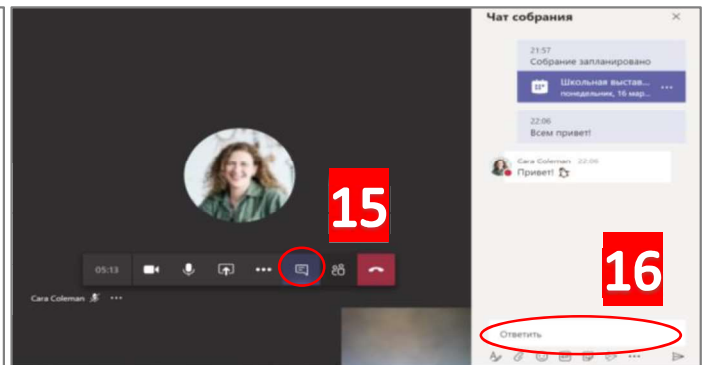 Чат собрания
21:57
Собрание запланировано
Школьная выстав...
понедельник, 16 мар...
22:06
Всем привет!
Cara Coleman 22:06
Привет!
15
05:13
Cara Coleman
16
Ответить